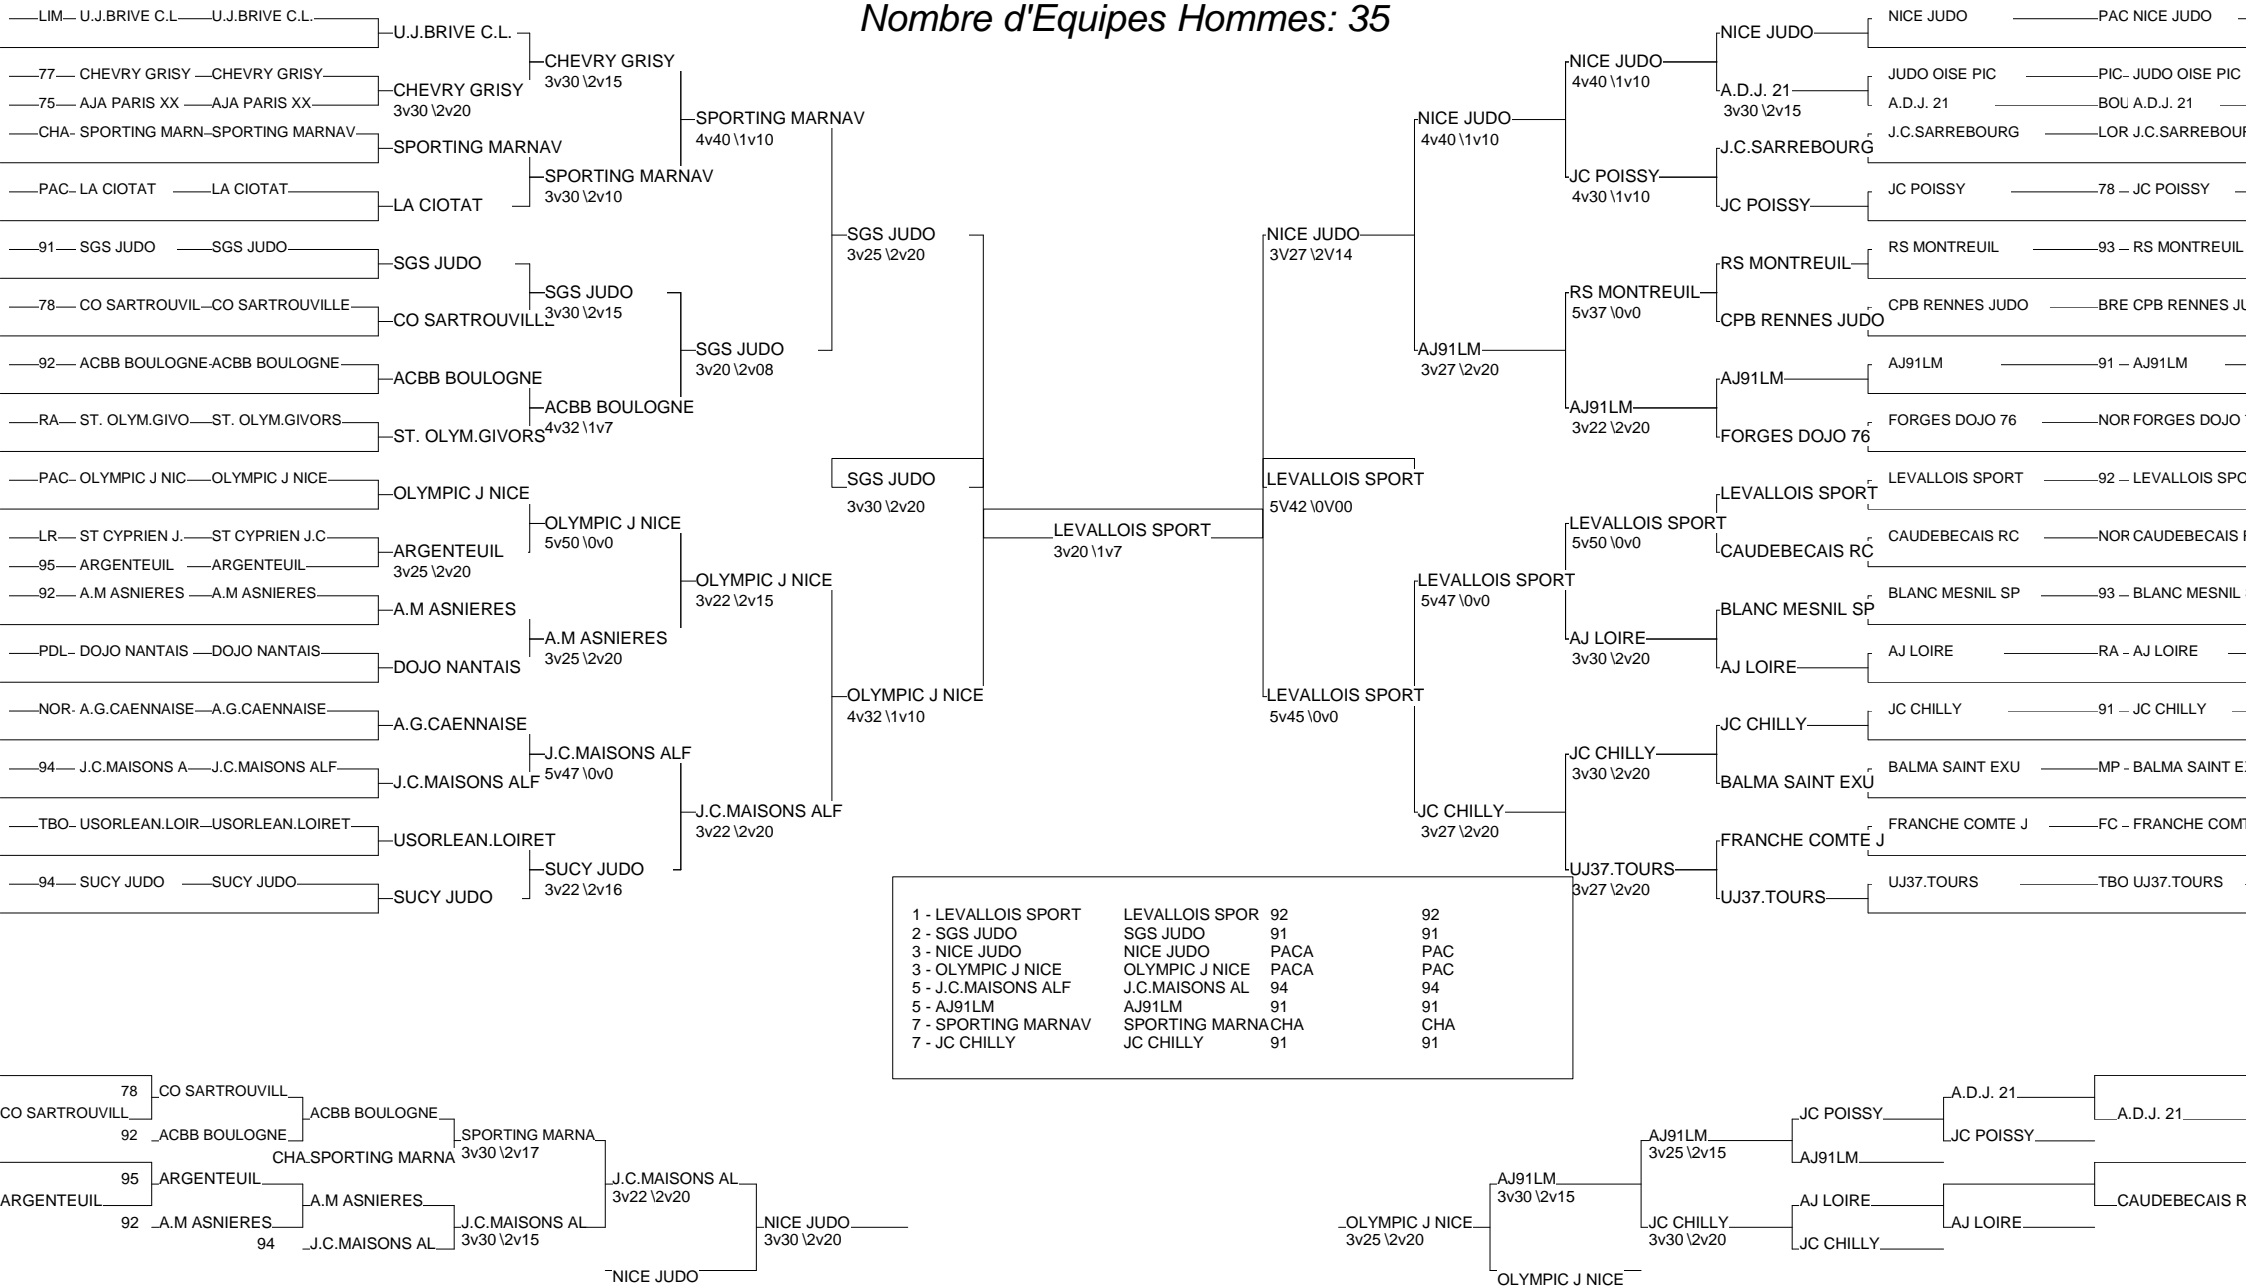 Nombre d'Equipes Hommes: 35
LIM U.J.BRIVE C.L U.J.BRIVE C.L.
77 CHEVRY GRISY CHEVRY GRISY
75 AJA PARIS XX AJA PARIS XX
CHA SPORTING MARN SPORTING MARNAV
PAC LA CIOTAT LA CIOTAT
91 SGS JUDO SGS JUDO
78 CO SARTROUVIL CO SARTROUVILLE
92 ACBB BOULOGNE ACBB BOULOGNE
RA ST. OLYM.GIVO ST. OLYM.GIVORS
PAC OLYMPIC J NIC OLYMPIC J NICE
LR ST CYPRIEN J. ST CYPRIEN J.C
95 ARGENTEUIL ARGENTEUIL
92 A.M ASNIERES A.M ASNIERES
PDL DOJO NANTAIS DOJO NANTAIS
NOR A.G.CAENNAISE A.G.CAENNAISE
94 J.C.MAISONS A J.C.MAISONS ALF
TBO USORLEAN.LOIR USORLEAN.LOIRET
94 SUCY JUDO SUCY JUDO
U.J.BRIVE C.L.
CHEVRY GRISY
3v30 \2v20
SPORTING MARNAV
LA CIOTAT
SGS JUDO
CO SARTROUVILLE
ACBB BOULOGNE
ST. OLYM.GIVORS
OLYMPIC J NICE
ARGENTEUIL
3v25 \2v20
A.M ASNIERES
DOJO NANTAIS
A.G.CAENNAISE
J.C.MAISONS ALF
USORLEAN.LOIRET
SUCY JUDO
CHEVRY GRISY
3v30 \2v15
SPORTING MARNAV
3v30 \2v10
SGS JUDO
3v30 \2v15
ACBB BOULOGNE
4v32 \1v7
OLYMPIC J NICE
5v50 \0v0
A.M ASNIERES
3v25 \2v20
J.C.MAISONS ALF
5v47 \0v0
SUCY JUDO
3v22 \2v16
SPORTING MARNAV
4v40 \1v10
SGS JUDO
3v20 \2v08
OLYMPIC J NICE
3v22 \2v15
J.C.MAISONS ALF
3v22 \2v20
SGS JUDO
3v25 \2v20
SGS JUDO
3v30 \2v20
OLYMPIC J NICE
4v32 \1v10
LEVALLOIS SPORT
3v20 \1v7
NICE JUDO
3V27 \2V14
LEVALLOIS SPORT
5V42 \0V00
LEVALLOIS SPORT
5v45 \0v0
NICE JUDO
4v40 \1v10
AJ91LM
3v27 \2v20
LEVALLOIS SPORT
5v47 \0v0
JC CHILLY
3v27 \2v20
NICE JUDO
4v40 \1v10
JC POISSY
4v30 \1v10
RS MONTREUIL
5v37 \0v0
AJ91LM
3v22 \2v20
LEVALLOIS SPORT
5v50 \0v0
AJ LOIRE
3v30 \2v20
JC CHILLY
3v30 \2v20
UJ37.TOURS
3v27 \2v20
NICE JUDO
A.D.J. 21
3v30 \2v15
J.C.SARREBOURG
JC POISSY
RS MONTREUIL
CPB RENNES JUDO
AJ91LM
FORGES DOJO 76
LEVALLOIS SPORT
CAUDEBECAIS RC
BLANC MESNIL SP
AJ LOIRE
JC CHILLY
BALMA SAINT EXU
FRANCHE COMTE J
UJ37.TOURS
NICE JUDO PAC NICE JUDO
JUDO OISE PIC PIC JUDO OISE PIC
A.D.J. 21 BOU A.D.J. 21
J.C.SARREBOURG LOR J.C.SARREBOUR
JC POISSY 78 JC POISSY
RS MONTREUIL 93 RS MONTREUIL
CPB RENNES JUDO BRE CPB RENNES JU
AJ91LM 91 AJ91LM
FORGES DOJO 76 NOR FORGES DOJO
LEVALLOIS SPORT 92 LEVALLOIS SPO
CAUDEBECAIS RC NOR CAUDEBECAIS
BLANC MESNIL SP 93 BLANC MESNIL
AJ LOIRE RA AJ LOIRE
JC CHILLY 91 JC CHILLY
BALMA SAINT EXU MP BALMA SAINT E
FRANCHE COMTE J FC FRANCHE COM
UJ37.TOURS TBO UJ37.TOURS
1 - LEVALLOIS SPORT LEVALLOIS SPOR 92 92
2 - SGS JUDO SGS JUDO 91 91
3 - NICE JUDO NICE JUDO PACA PAC
3 - OLYMPIC J NICE OLYMPIC J NICE PACA PAC
5 - J.C.MAISONS ALF J.C.MAISONS AL 94 94
5 - AJ91LM AJ91LM 91 91
7 - SPORTING MARNAV SPORTING MARNA CHA CHA
7 - JC CHILLY JC CHILLY 91 91
78 CO SARTROUVILL
CO SARTROUVILL
92 ACBB BOULOGNE
ACBB BOULOGNE
CHA SPORTING MARNA
SPORTING MARNA
3v30 \2v17
95 ARGENTEUIL
ARGENTEUIL
92 A.M ASNIERES
A.M ASNIERES
94 J.C.MAISONS AL
J.C.MAISONS AL
3v30 \2v15
J.C.MAISONS AL
3v22 \2v20
NICE JUDO
NICE JUDO
3v30 \2v20
OLYMPIC J NICE
3v25 \2v20
AJ91LM
3v30 \2v15
OLYMPIC J NICE
AJ91LM
3v25 \2v15
JC CHILLY
3v30 \2v20
JC POISSY
AJ91LM
AJ LOIRE
JC CHILLY
A.D.J. 21
JC POISSY
AJ LOIRE
A.D.J. 21
CAUDEBECAIS R